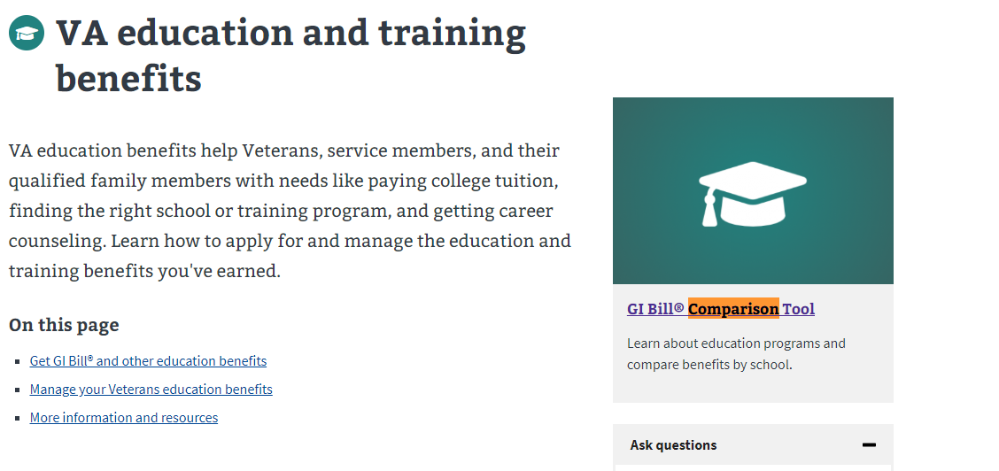 VA education and training
benefits
VA education benefits help Veterans, service members, and their
qualified family members with needs like paying college tuition,
finding the right school or training program, and getting career
counseling. Learn how to apply for and manage the education and
training benefits you've earned.
On this page
Get GI Bill® and other education benefits
Manage your Veterans education benefits
More information and resources
GI Bill® Comparison Tool
Learn about education programs and
compare benefits by school.
Ask questions